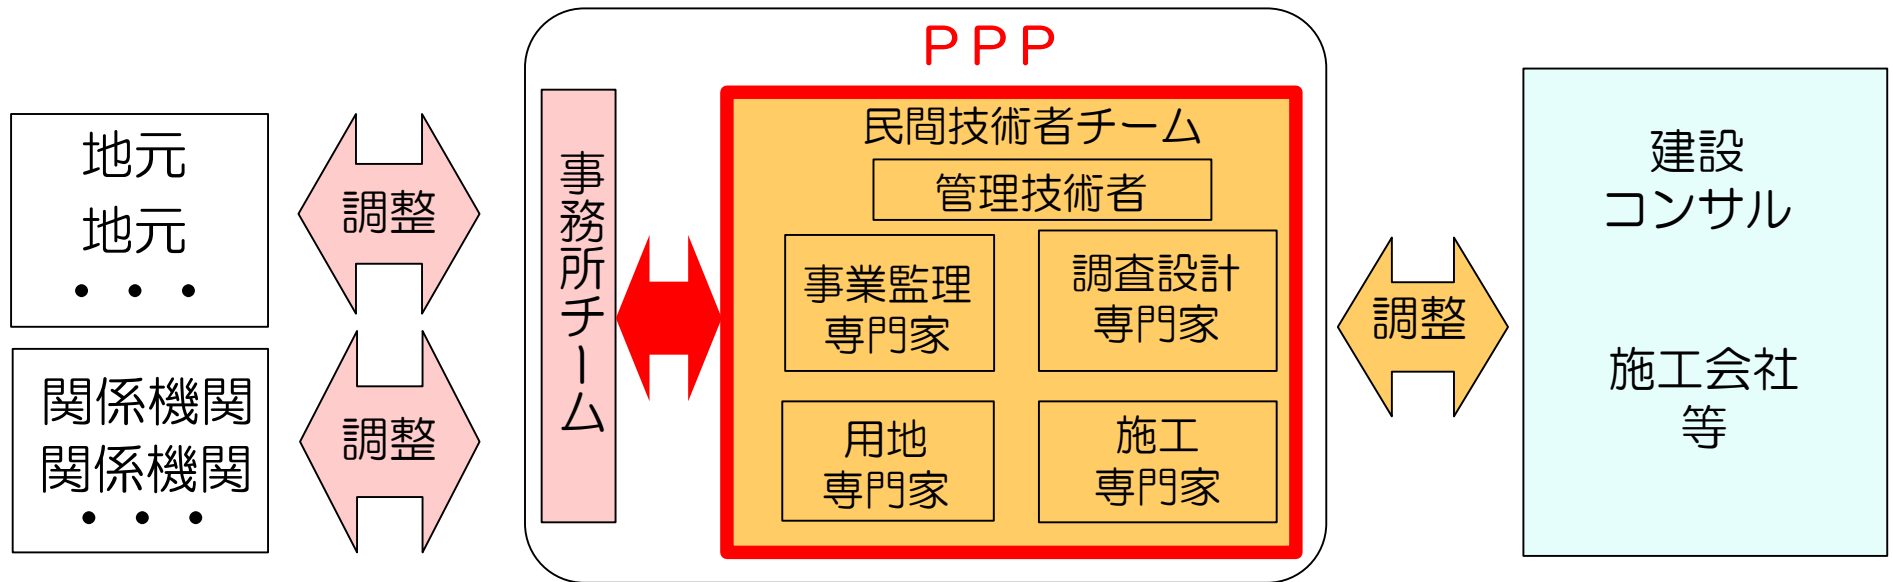 地元
地元
・・・
関係機関
関係機関
・・・
調整
調整
ＰＰＰ
事務所チーム
民間技術者チーム
管理技術者
事業監理
専門家
調査設計
専門家
用地
専門家
施工
専門家
調整
建設
コンサル
施工会社
等